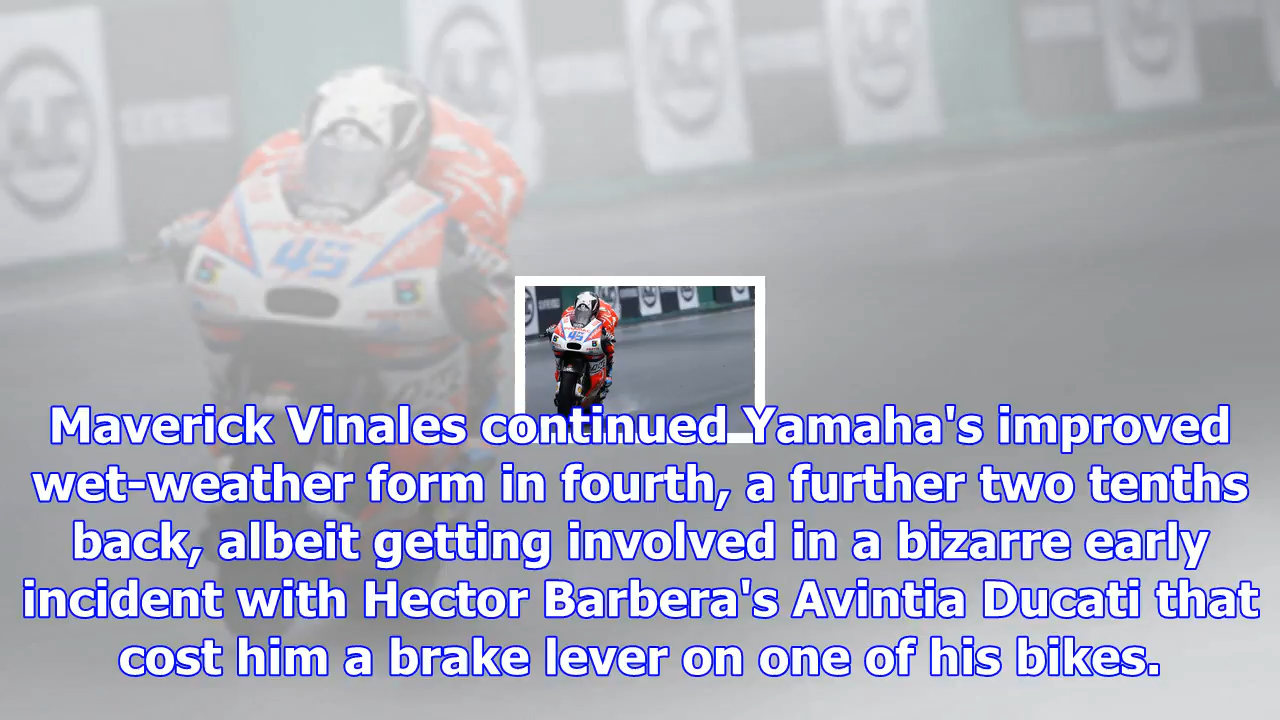 45
Maverick Vinales continued Yamaha's improved
wet-weather form in fourth, a further two tenths
back, albeit getting involved in a bizarre early
incident with Hector Barbera's Avintia Ducati that
cost him a brake lever on one of his bikes.